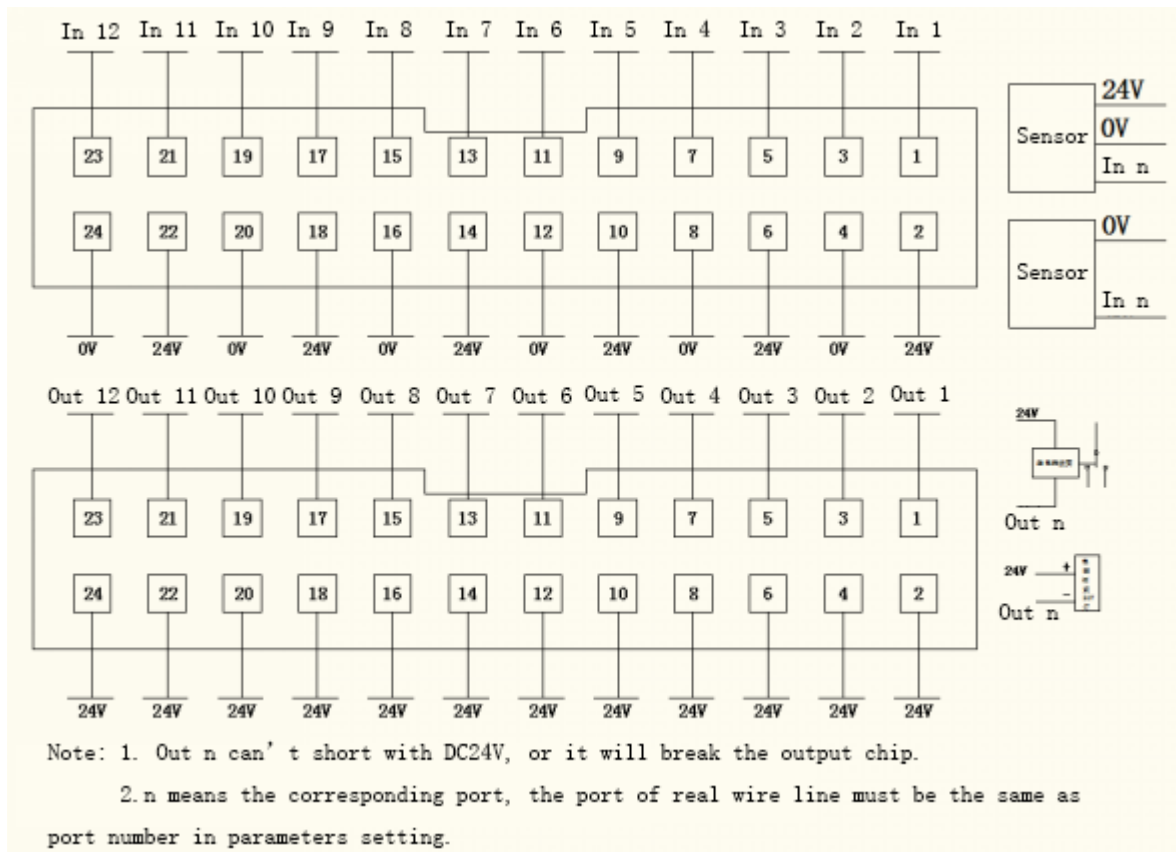 In 12 In 11 In 10 In 9 In 8 In 7 In 6 In 5 In 4 In 3 In 2 In 1
23 21 19 17 15 13 11 9 7 5 3 1
24 22 20 18 16 14 12 10 8 6 4 2
0V 24V 0V 24V 0V 24V 0V 24V 0V 24V 0V 24V
24V
Sensor 0V
In n
0V
Sensor
In n
Out 12 Out 11 Out 10 Out 9 Out 8 Out 7 Out 6 Out 5 Out 4 Out 3 Out 2 Out 1
23 21 19 17 15 13 11 9 7 5 3 1
24 22 20 18 16 14 12 10 8 6 4 2
24V 24V 24V 24V 24V 24V 24V 24V 24V 24V 24V 24V
24V
Out n
24V +
Out n -
Note: 1. Out n can't short with DC24V, or it will break the output chip.
2. n means the corresponding port, the port of real wire line must be the same as
port number in parameters setting.